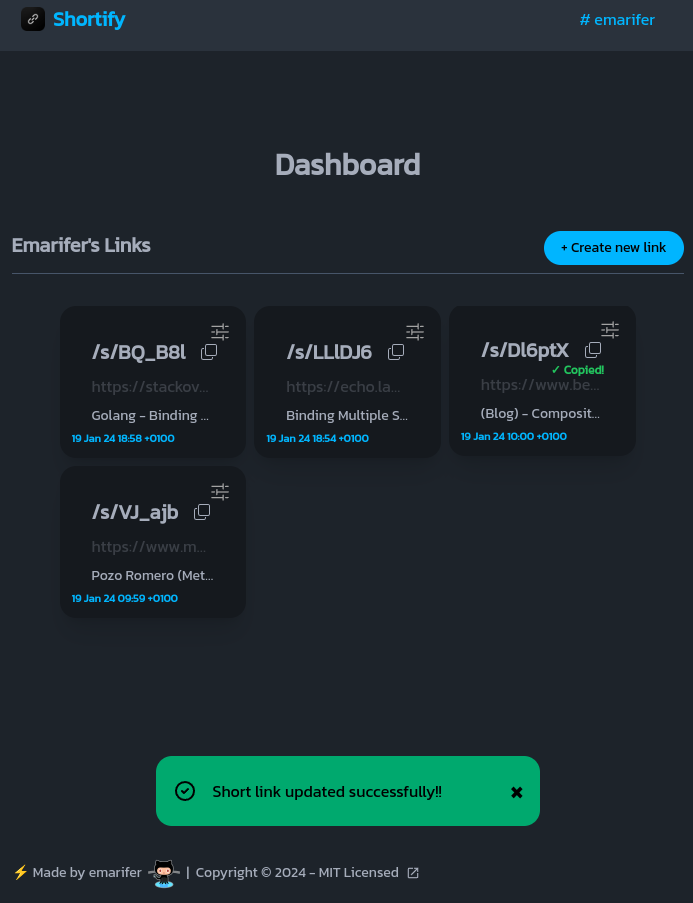 Shortify
# emarifer
Dashboard
Emarifer's Links
+ Create new link
/s/BQ_B8l
https://stackov...
Golang - Binding ...
19 Jan 24 18:58 +0100
/s/LLlDJ6
https://echo.la...
Binding Multiple S...
19 Jan 24 18:54 +0100
/s/Dl6ptX
✓ Copied!
https://www.be...
(Blog) - Composit...
19 Jan 24 10:00 +0100
/s/VJ_ajb
https://www.m...
Pozo Romero (Met...
19 Jan 24 09:59 +0100
Short link updated successfully!!
⚡ Made by emarifer | Copyright © 2024 - MIT Licensed